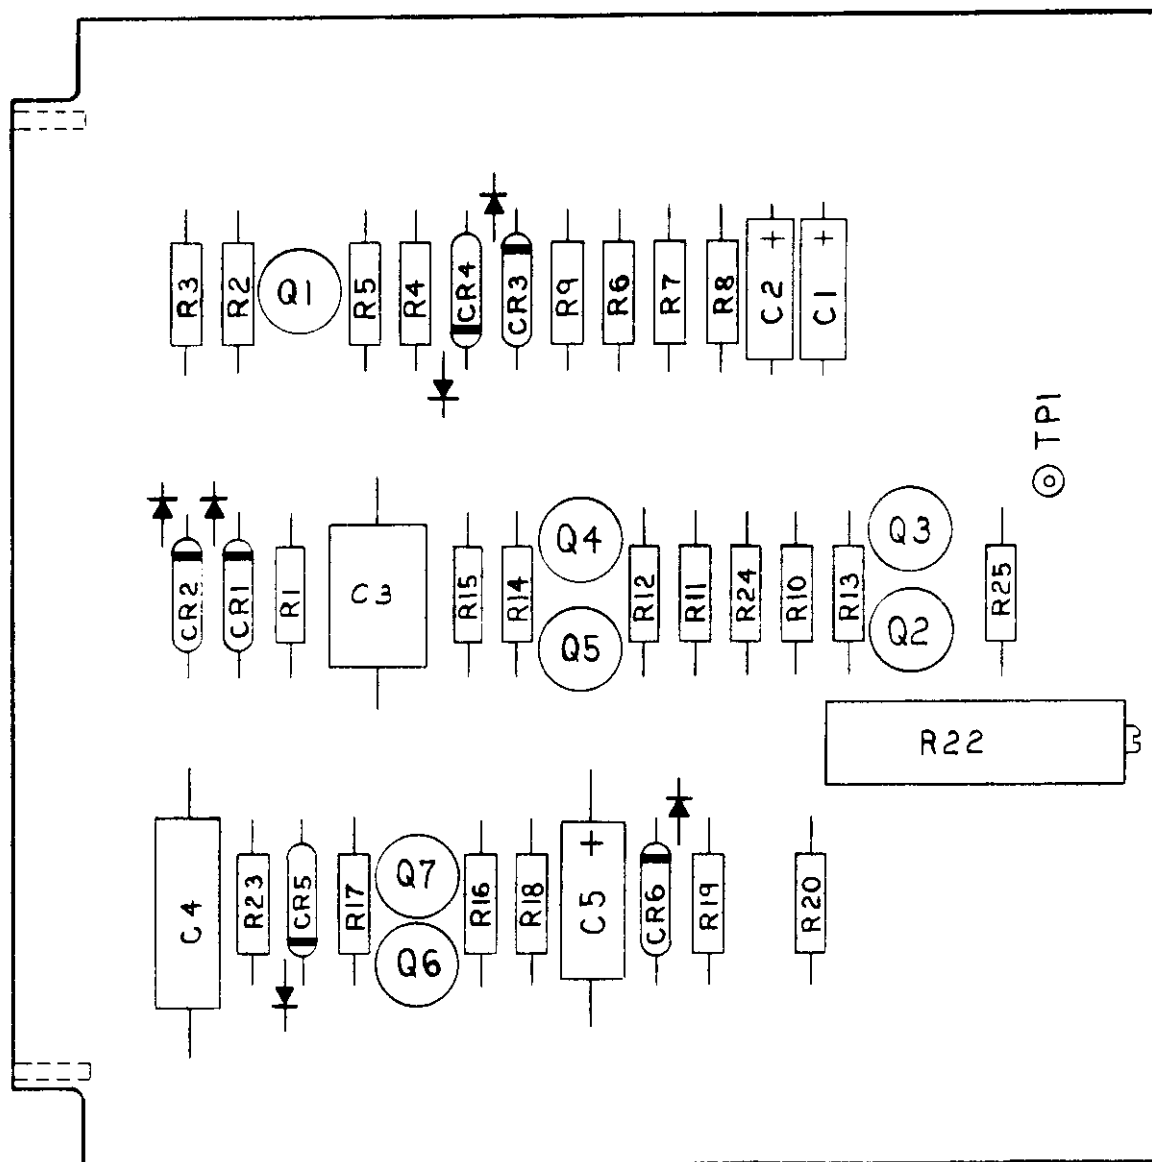 R3 R2 Q1 R5 R4 CR4 CR3 R9 R6 R7 R8 + C2 + C1
TP1
CR2 CR1 R1 C3 R15 R14 Q4 R12 R11 R24 R10 R13 Q3 R25
Q5 Q2
R22
C4 R23 CR5 R17 Q7 R16 R18 + C5 CR6 R19 R20
Q6